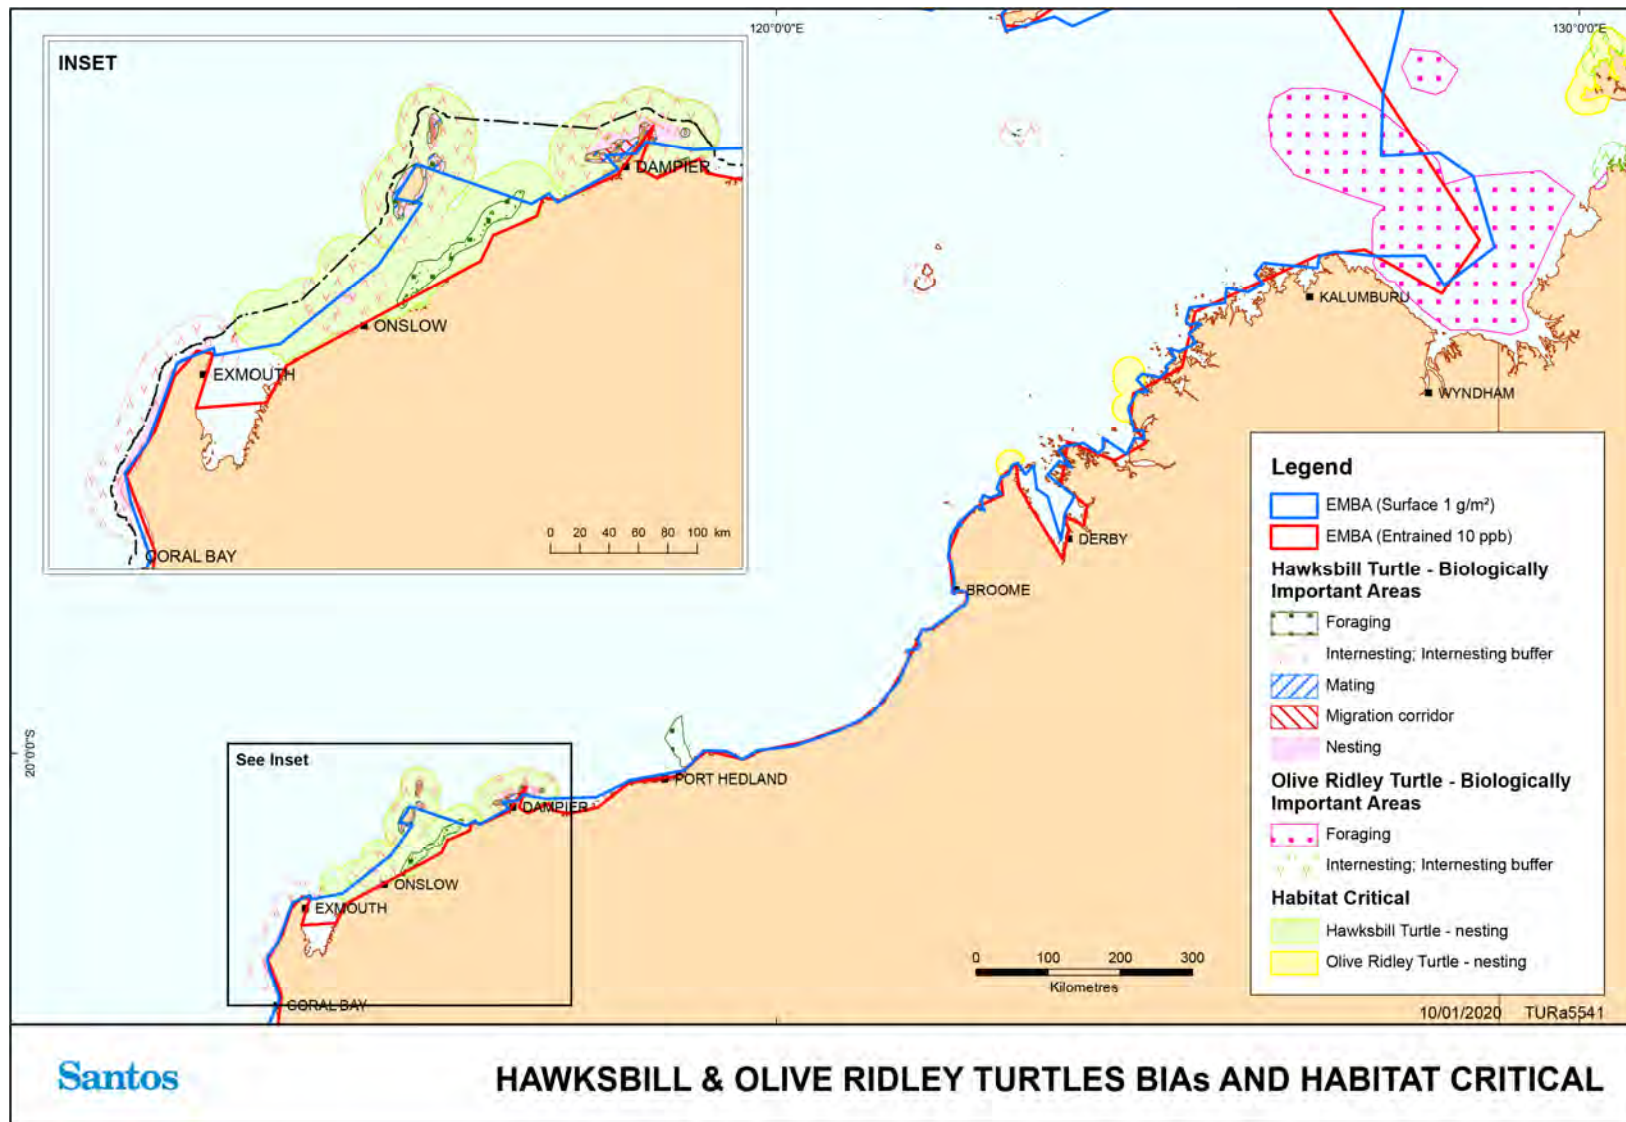 120°0'0"E
130°0'0"E
INSET
DAMPIER
ONSLOW
EXMOUTH
CORAL BAY
0 20 40 60 80 100 km
KALUMBURU
WYNDHAM
DERBY
BROOME
20°0'0"S
See Inset
PORT HEDLAND
DAMPIER
ONSLOW
EXMOUTH
CORAL BAY
0 100 200 300
Kilometres
Legend
EMBA (Surface 1 g/m²)
EMBA (Entrained 10 ppb)
Hawksbill Turtle - Biologically
Important Areas
Foraging
Internesting; Internesting buffer
Mating
Migration corridor
Nesting
Olive Ridley Turtle - Biologically
Important Areas
Foraging
Internesting; Internesting buffer
Habitat Critical
Hawksbill Turtle - nesting
Olive Ridley Turtle - nesting
10/01/2020 TURa5541
Santos
HAWKSBILL & OLIVE RIDLEY TURTLES BIAs AND HABITAT CRITICAL